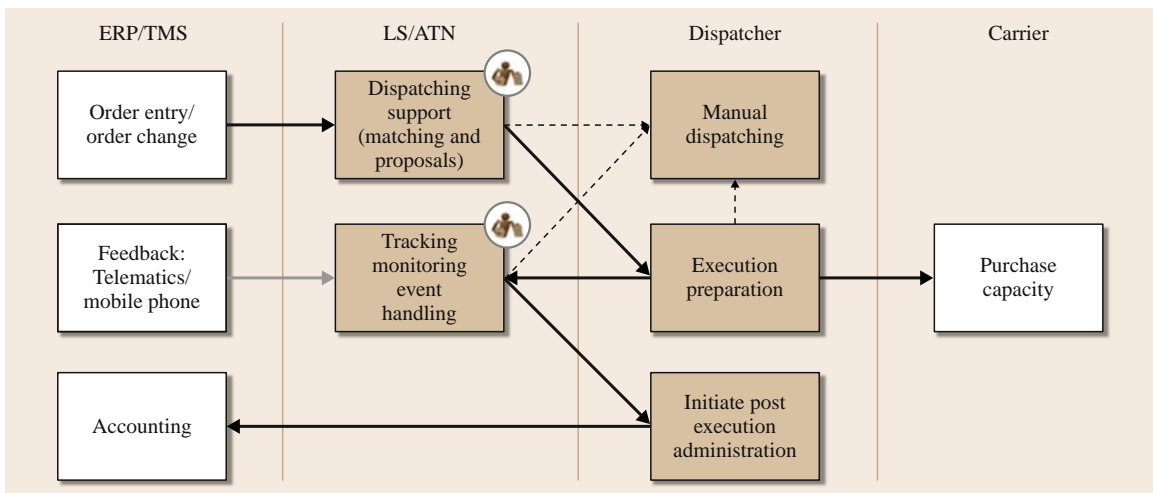 ERP/TMS
LS/ATN
Dispatcher
Carrier
Order entry/
order change
Dispatching
support
(matching and
proposals)
Manual
dispatching
Feedback:
Telematics/
mobile phone
Tracking
monitoring
event
handling
Execution
preparation
Purchase
capacity
Accounting
Initiate post
execution
administration